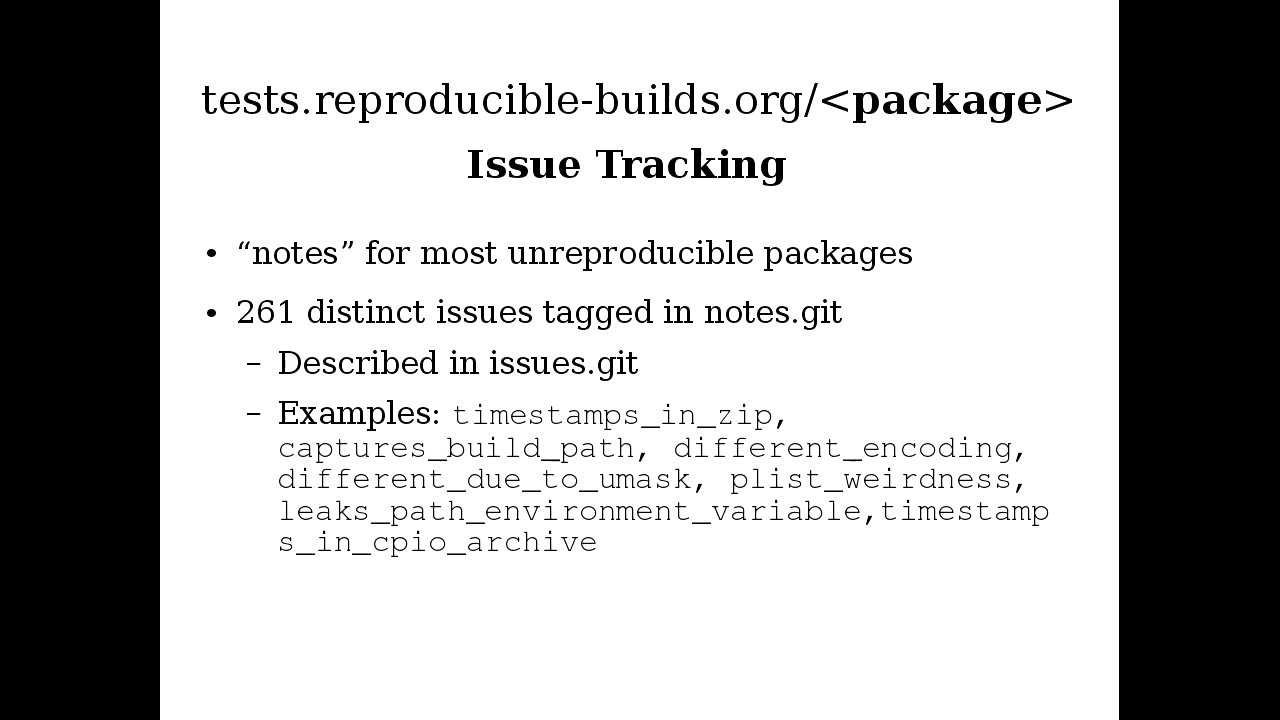 tests.reproducible-builds.org/<package>
Issue Tracking
• “notes” for most unreproducible packages
• 261 distinct issues tagged in notes.git
– Described in issues.git
– Examples: timestamps_in_zip,
captures_build_path, different_encoding,
different_due_to_umask, plist_weirdness,
leaks_path_environment_variable,timestamp
s_in_cpio_archive